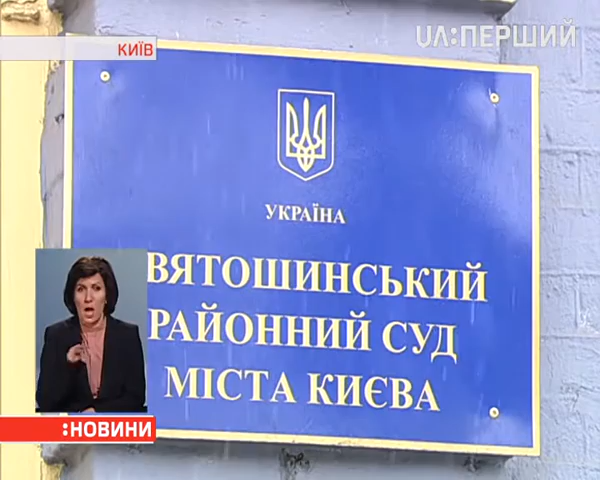 КИЇВ
UA:ПЕРШИЙ
УКРАЇНА
ВЯТОШИНСЬКИЙ
РАЙОННИЙ СУД
МІСТА КИЄВА
:НОВИНИ